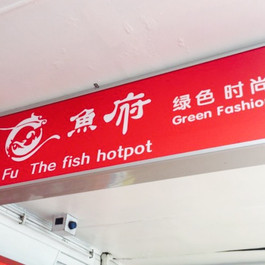 魚府 绿色 时尚
Green Fashio
Fu The fish hotpot